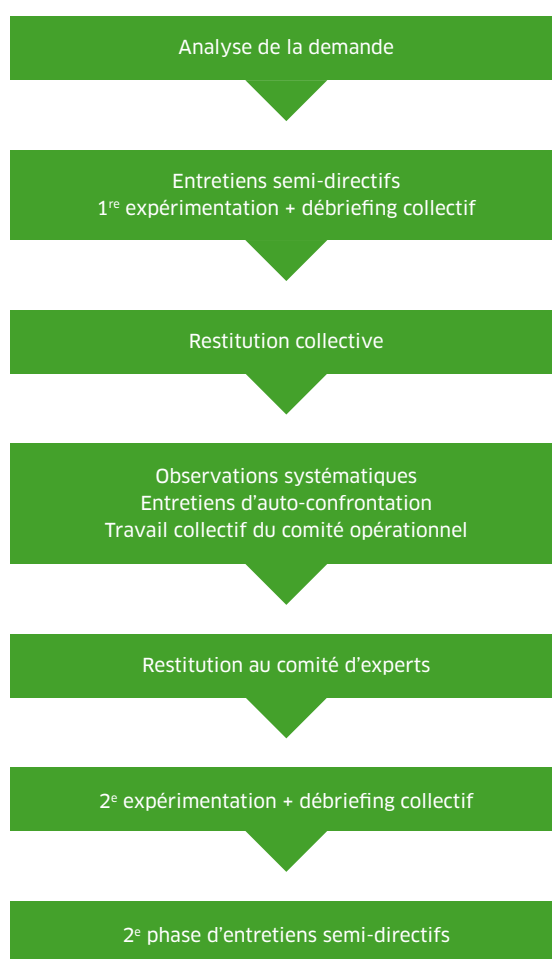 Analyse de la demande
Entretiens semi-directifs
1re expérimentation + débriefing collectif
Restitution collective
Observations systématiques
Entretiens d’auto-confrontation
Travail collectif du comité opérationnel
Restitution au comité d’experts
2e expérimentation + débriefing collectif
2e phase d’entretiens semi-directifs